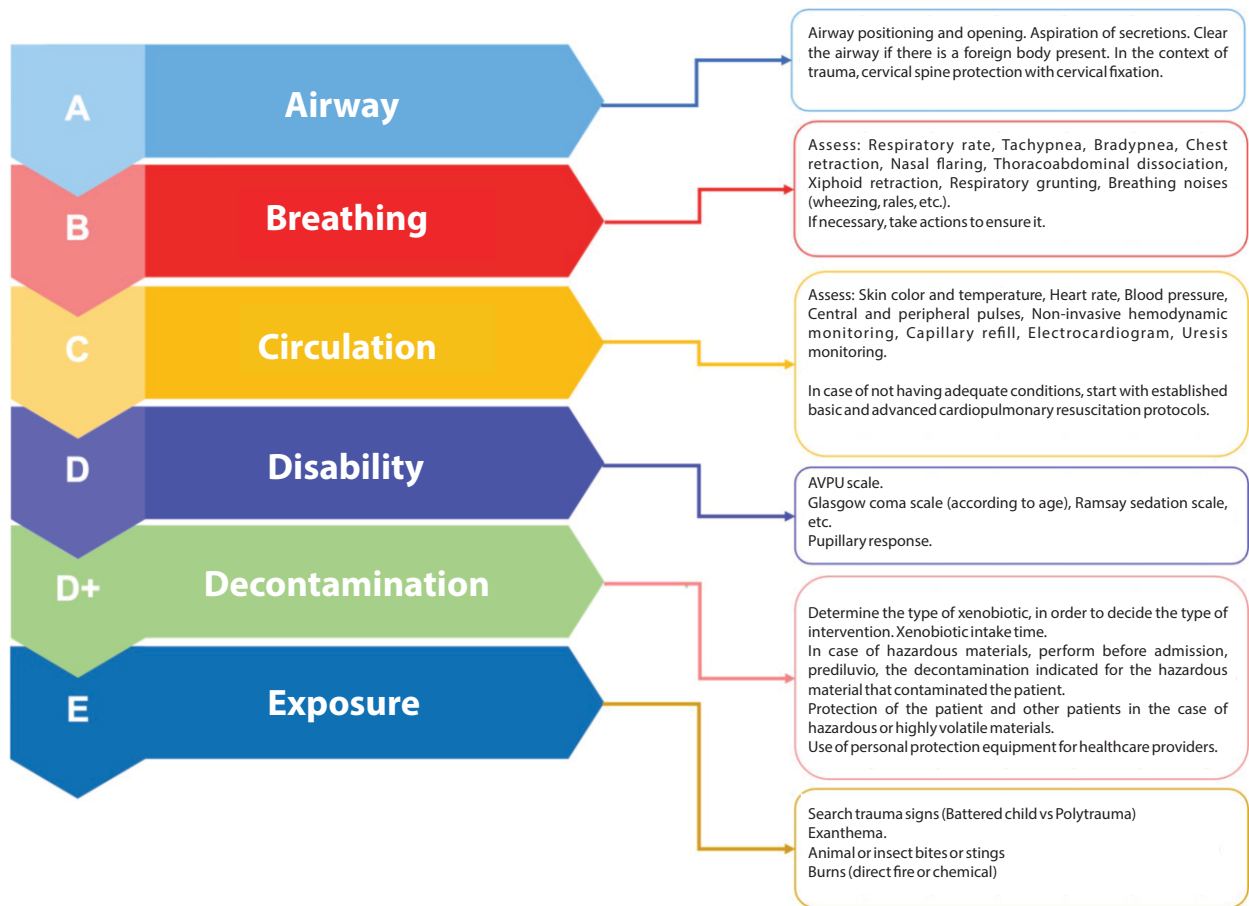 A
Airway
Airway positioning and opening. Aspiration of secretions. Clear
the airway if there is a foreign body present. In the context of
trauma, cervical spine protection with cervical fixation.
B
Breathing
Assess: Respiratory rate, Tachypnea, Bradypnea, Chest
retraction, Nasal flaring, Thoracoabdominal dissociation,
Xiphoid retraction, Respiratory grunting, Breathing noises
(wheezing, rales, etc.).
If necessary, take actions to ensure it.
C
Circulation
Assess: Skin color and temperature, Heart rate, Blood pressure,
Central and peripheral pulses, Non-invasive hemodynamic
monitoring, Capillary refill, Electrocardiogram, Uresis
monitoring.
In case of not having adequate conditions, start with established
basic and advanced cardiopulmonary resuscitation protocols.
D
Disability
AVPU scale.
Glasgow coma scale (according to age), Ramsay sedation scale,
etc.
Pupillary response.
D+
Decontamination
Determine the type of xenobiotic, in order to decide the type of
intervention. Xenobiotic intake time.
In case of hazardous materials, perform before admission,
prediluvio, the decontamination indicated for the hazardous
material that contaminated the patient.
Protection of the patient and other patients in the case of
hazardous or highly volatile materials.
Use of personal protection equipment for healthcare providers.
E
Exposure
Search trauma signs (Battered child vs Polytrauma)
Exanthema.
Animal or insect bites or stings
Burns (direct fire or chemical)